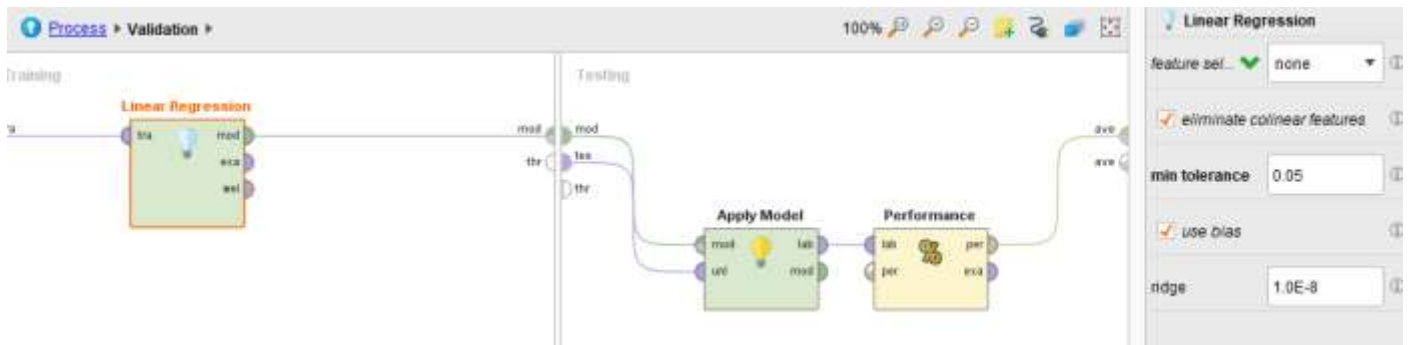 Process ▸ Validation ▸
100%
Training
Linear Regression
tra
mod
exa
wei
mod
thr
Testing
mod
tes
thr
Apply Model
mod
unl
lab
mod
Performance
lab
per
per
exa
ave
ave
Linear Regression
feature sel...
none
eliminate colinear features
min tolerance
0.05
use bias
ridge
1.0E-8